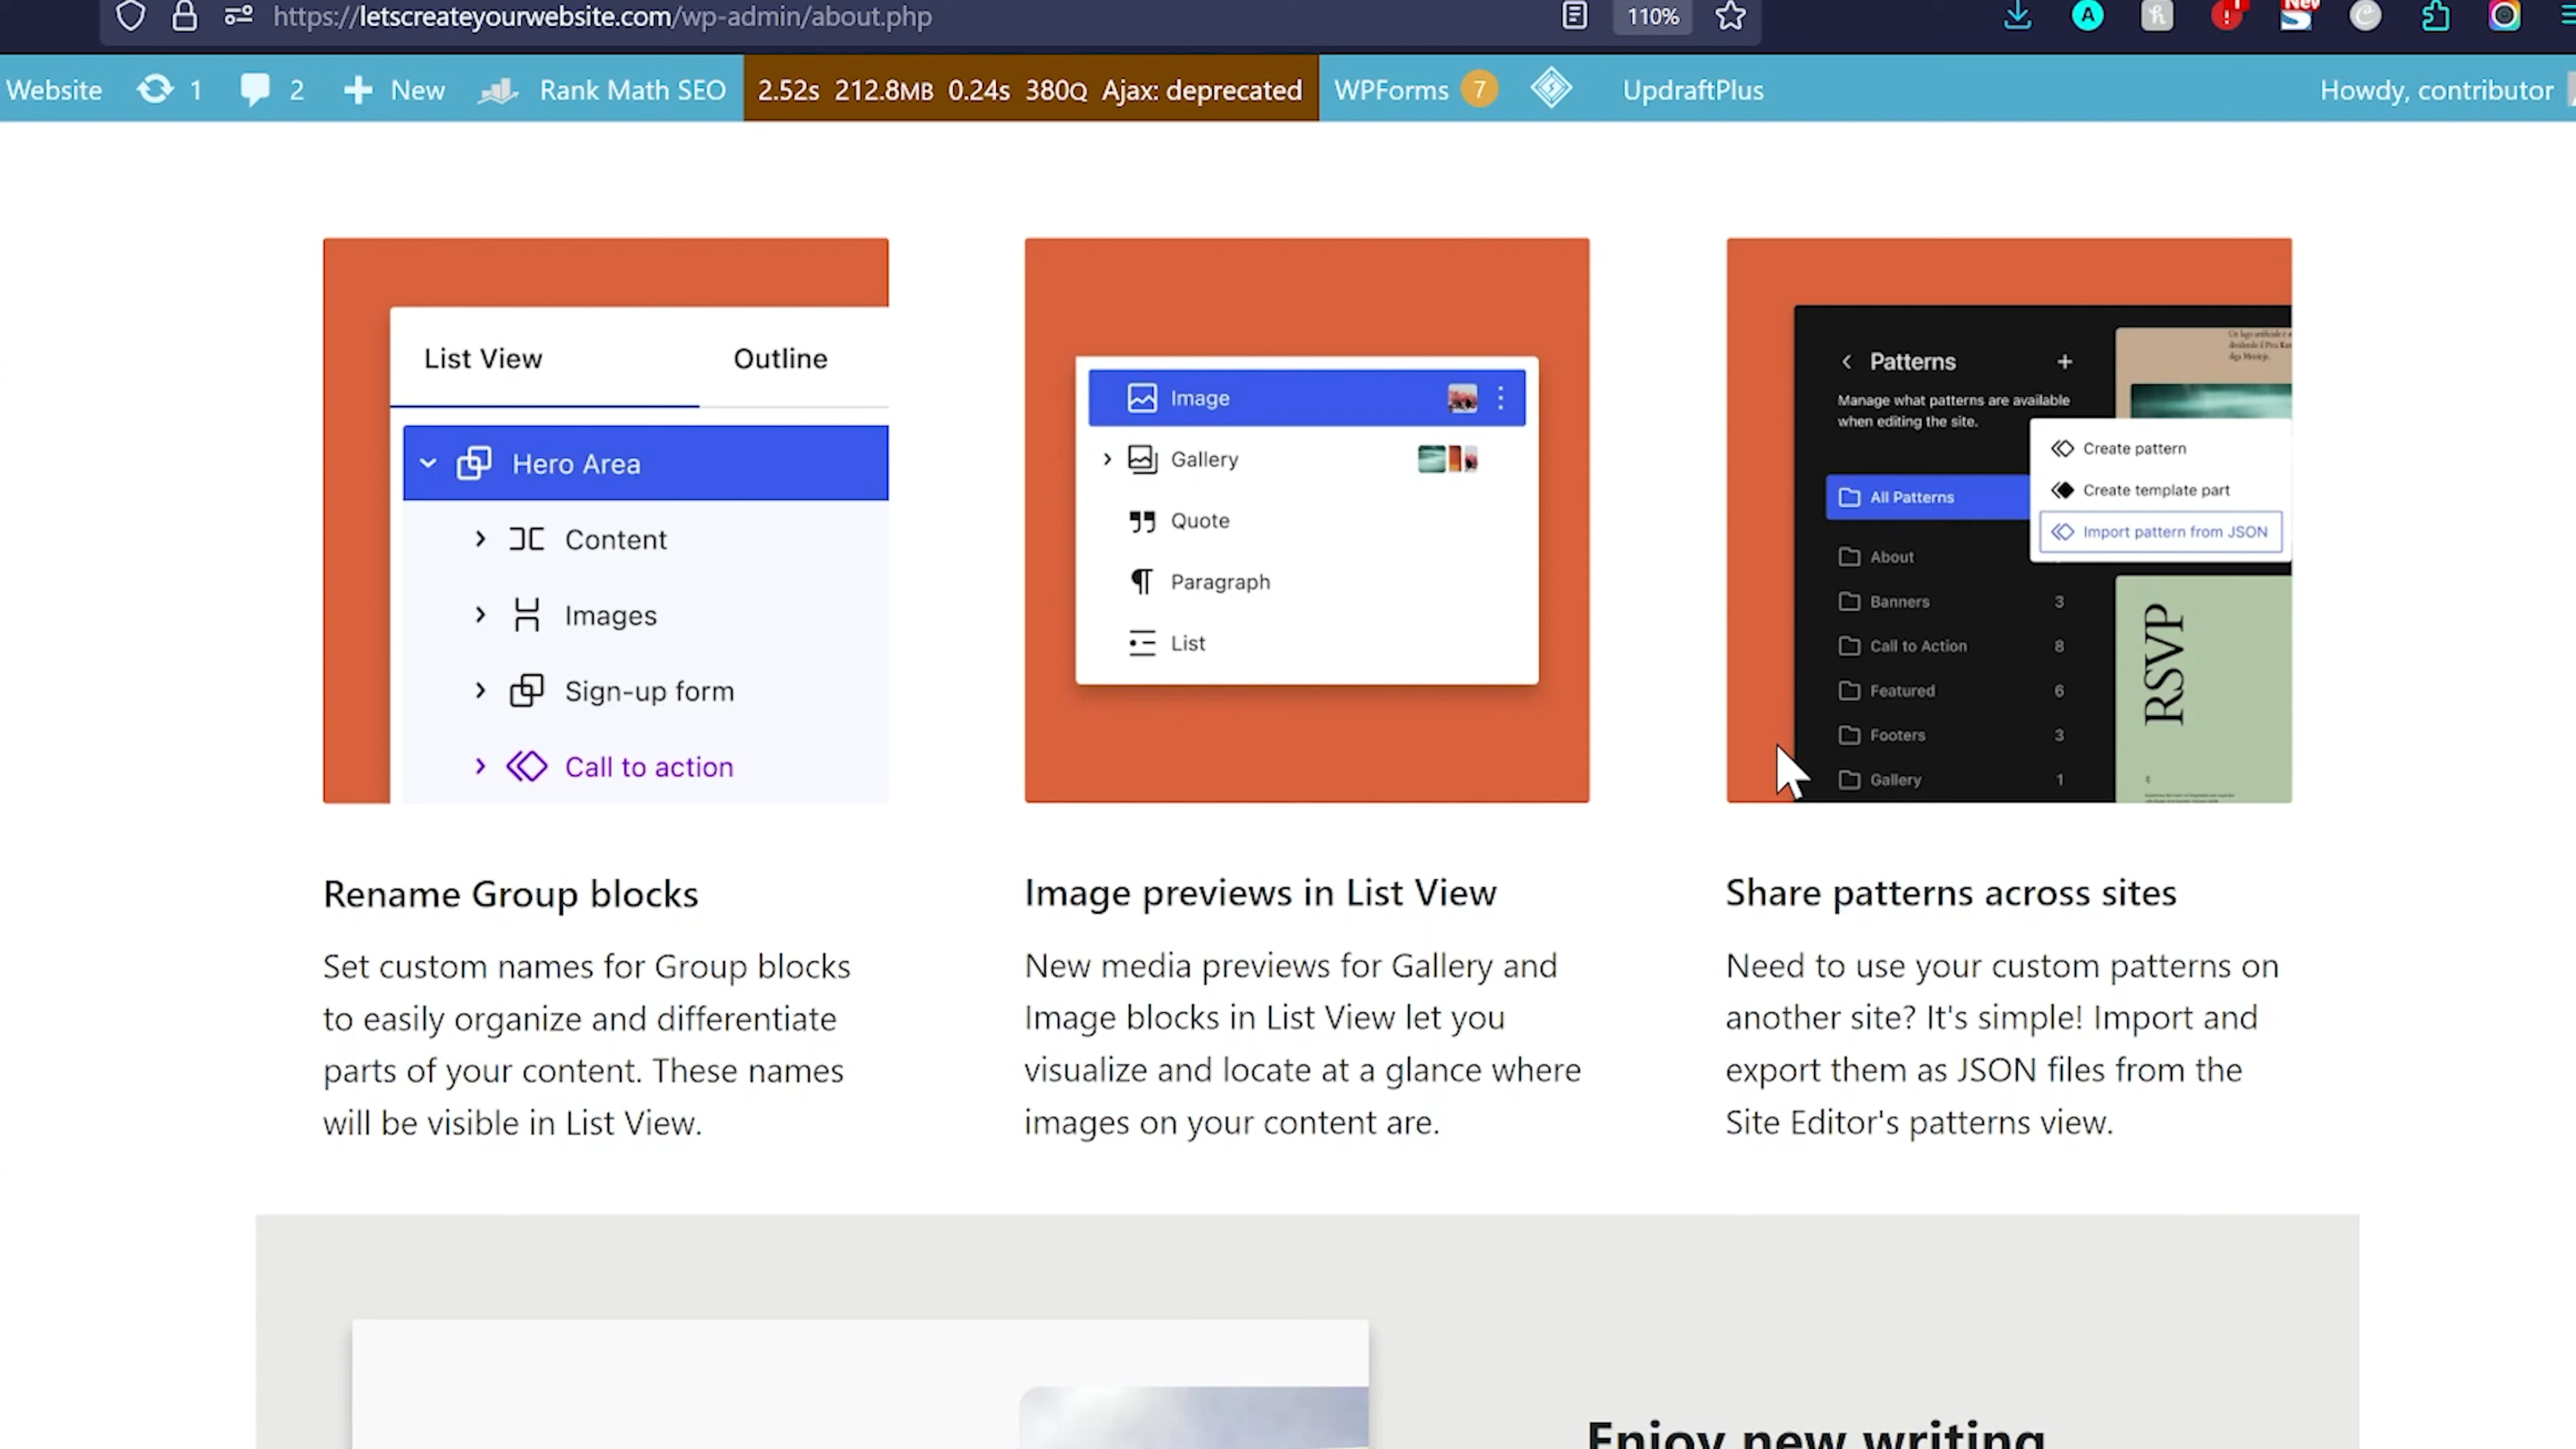 https://letscreateyourwebsite.com/wp-admin/about.php
110%
A
New
Website
1
2
New
Rank Math SEO
2.52s 212.8MB 0.24s 380Q Ajax: deprecated
WPForms 7
UpdraftPlus
Howdy, contributor
List View
Outline
Hero Area
Content
Images
Sign-up form
Call to action
Image
Gallery
Quote
Paragraph
List
Patterns
Manage what patterns are available
when editing the site.
All Patterns
About
Banners 3
Call to Action 8
Featured 6
Footers 3
Gallery 1
Create pattern
Create template part
Import pattern from JSON
RSVP
Rename Group blocks
Set custom names for Group blocks
to easily organize and differentiate
parts of your content. These names
will be visible in List View.
Image previews in List View
New media previews for Gallery and
Image blocks in List View let you
visualize and locate at a glance where
images on your content are.
Share patterns across sites
Need to use your custom patterns on
another site? It's simple! Import and
export them as JSON files from the
Site Editor's patterns view.
Enjoy new writing